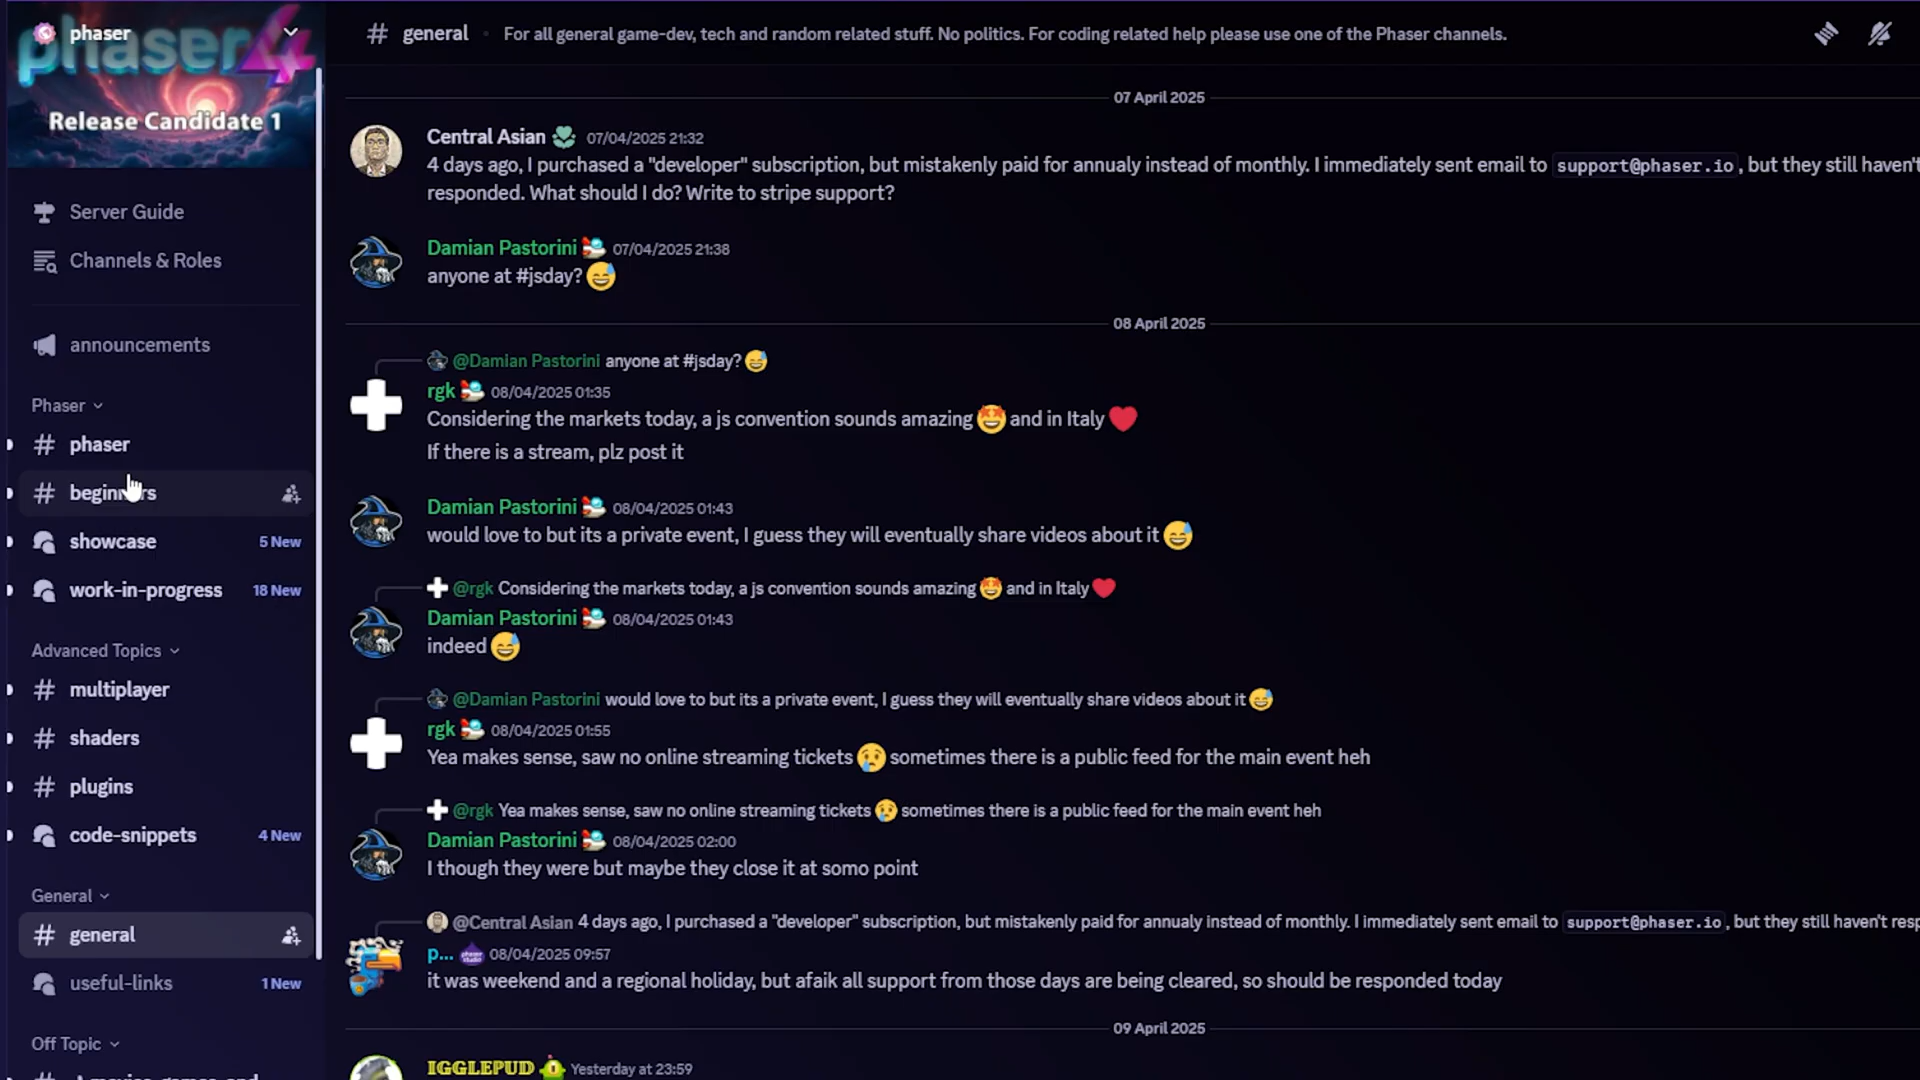 phaser
phaser4
Release Candidate 1
Server Guide
Channels & Roles
announcements
Phaser
# phaser
# beginners
showcase 5 New
work-in-progress 18 New
Advanced Topics
# multiplayer
# shaders
# plugins
code-snippets 4 New
General
# general
useful-links 1 New
Off Topic
# general For all general game-dev, tech and random related stuff. No politics. For coding related help please use one of the Phaser channels.
07 April 2025
Central Asian 07/04/2025 21:32
4 days ago, I purchased a "developer" subscription, but mistakenly paid for annualy instead of monthly. I immediately sent email to support@phaser.io, but they still haven't
responded. What should I do? Write to stripe support?
Damian Pastorini 07/04/2025 21:38
anyone at #jsday? 😅
08 April 2025
@Damian Pastorini anyone at #jsday? 😅
rgk 08/04/2025 01:35
Considering the markets today, a js convention sounds amazing 🤩 and in Italy ❤️
If there is a stream, plz post it
Damian Pastorini 08/04/2025 01:43
would love to but its a private event, I guess they will eventually share videos about it 😅
@rgk Considering the markets today, a js convention sounds amazing 🤩 and in Italy ❤️
Damian Pastorini 08/04/2025 01:43
indeed 😅
@Damian Pastorini would love to but its a private event, I guess they will eventually share videos about it 😅
rgk 08/04/2025 01:55
Yea makes sense, saw no online streaming tickets 😢 sometimes there is a public feed for the main event heh
@rgk Yea makes sense, saw no online streaming tickets 😢 sometimes there is a public feed for the main event heh
Damian Pastorini 08/04/2025 02:00
I though they were but maybe they close it at somo point
@Central Asian 4 days ago, I purchased a "developer" subscription, but mistakenly paid for annualy instead of monthly. I immediately sent email to support@phaser.io, but they still haven't resp
p... 08/04/2025 09:57
it was weekend and a regional holiday, but afaik all support from those days are being cleared, so should be responded today
09 April 2025
IGGLEPUD Yesterday at 23:59